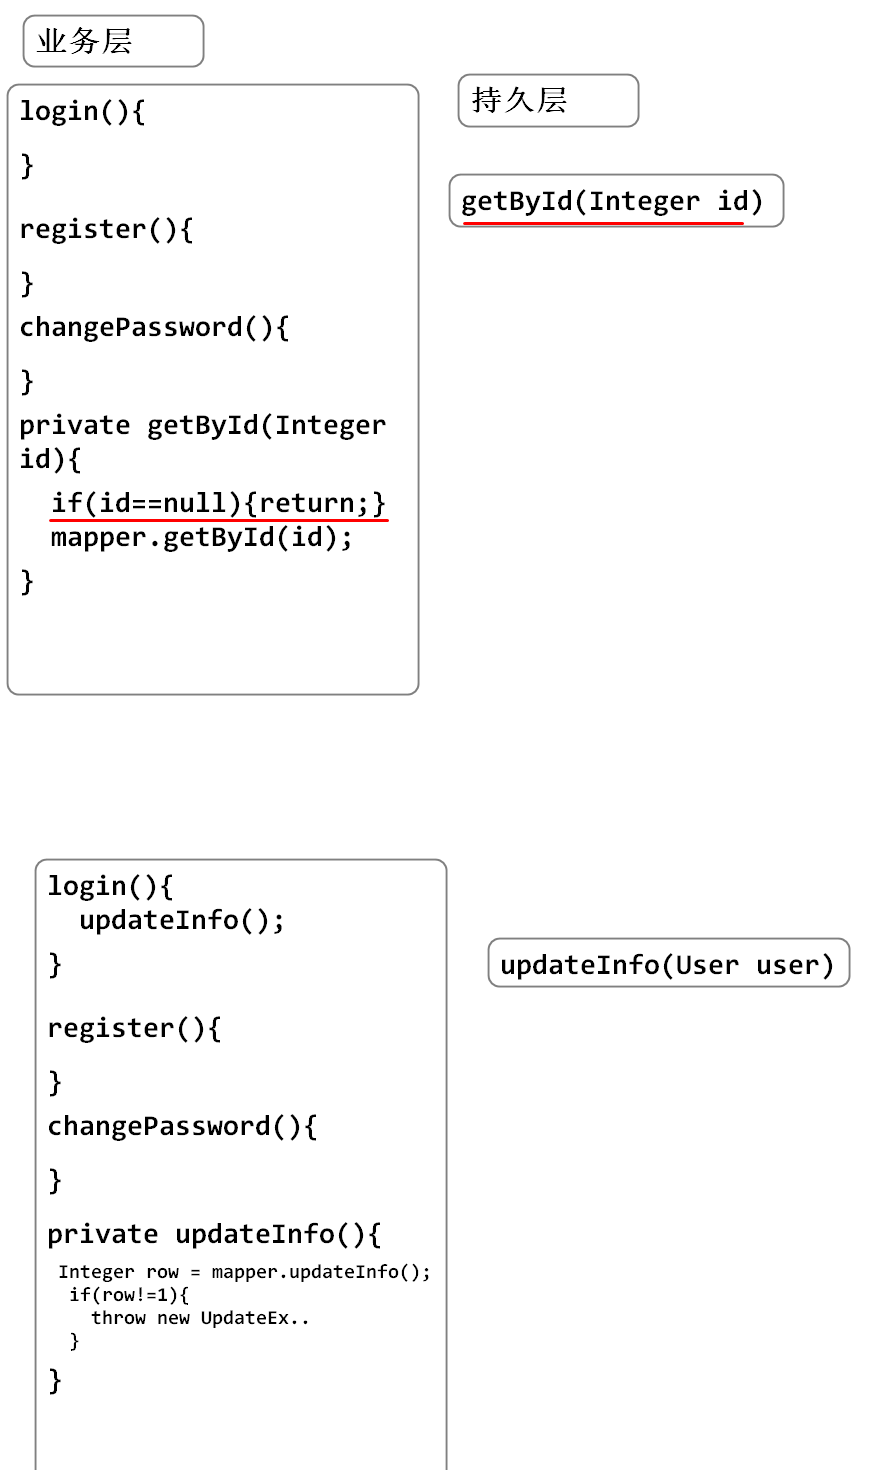 业务层
login(){
}
register(){
}
changePassword(){
}
private getById(Integer
id){
if(id==null){return;}
mapper.getById(id);
}
持久层
getById(Integer id)
login(){
updateInfo();
}
register(){
}
changePassword(){
}
private updateInfo(){
Integer row = mapper.updateInfo();
if(row!=1){
throw new UpdateEx..
}
}
updateInfo(User user)